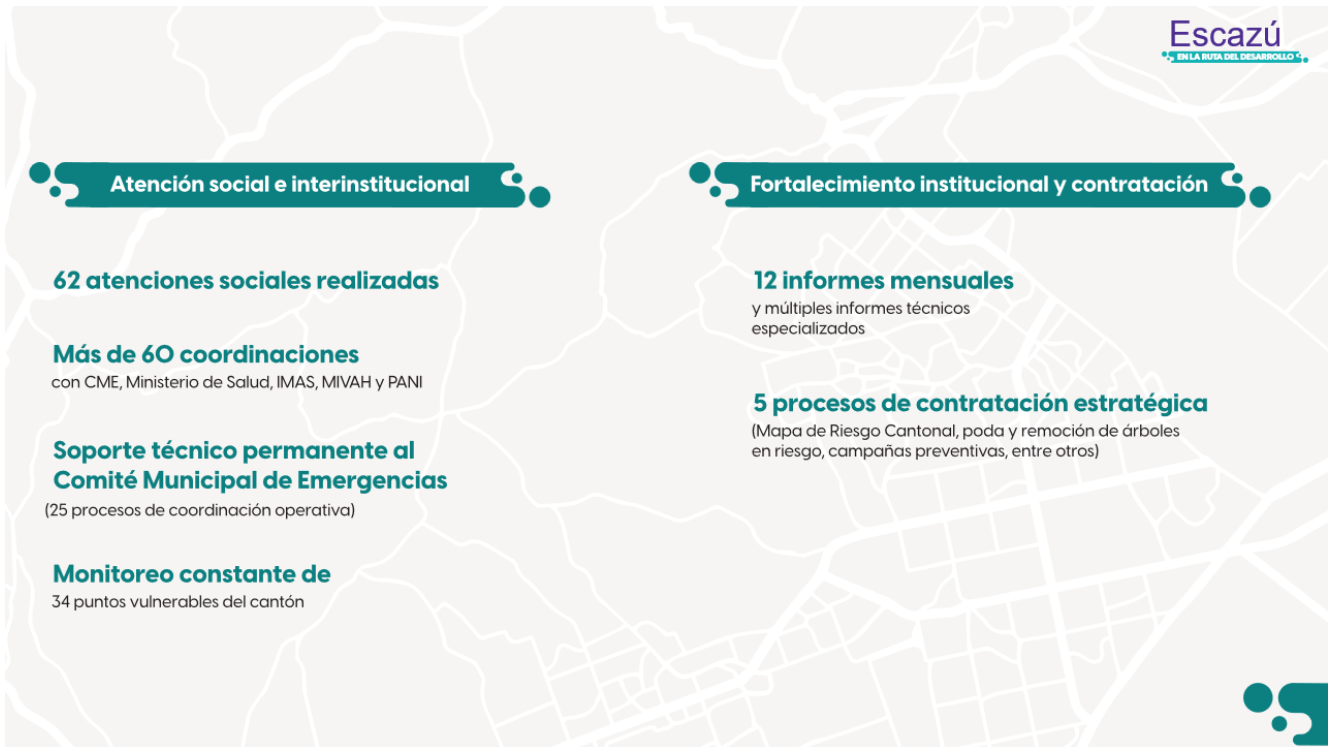 Escazú
EN LA RUTA DEL DESARROLLO
Atención social e interinstitucional
62 atenciones sociales realizadas
Más de 60 coordinaciones
con CME, Ministerio de Salud, IMAS, MIVAH y PANI
Soporte técnico permanente al
Comité Municipal de Emergencias
(25 procesos de coordinación operativa)
Monitoreo constante de
34 puntos vulnerables del cantón
Fortalecimiento institucional y contratación
12 informes mensuales
y múltiples informes técnicos
especializados
5 procesos de contratación estratégica
(Mapa de Riesgo Cantonal, poda y remoción de árboles
en riesgo, campañas preventivas, entre otros)